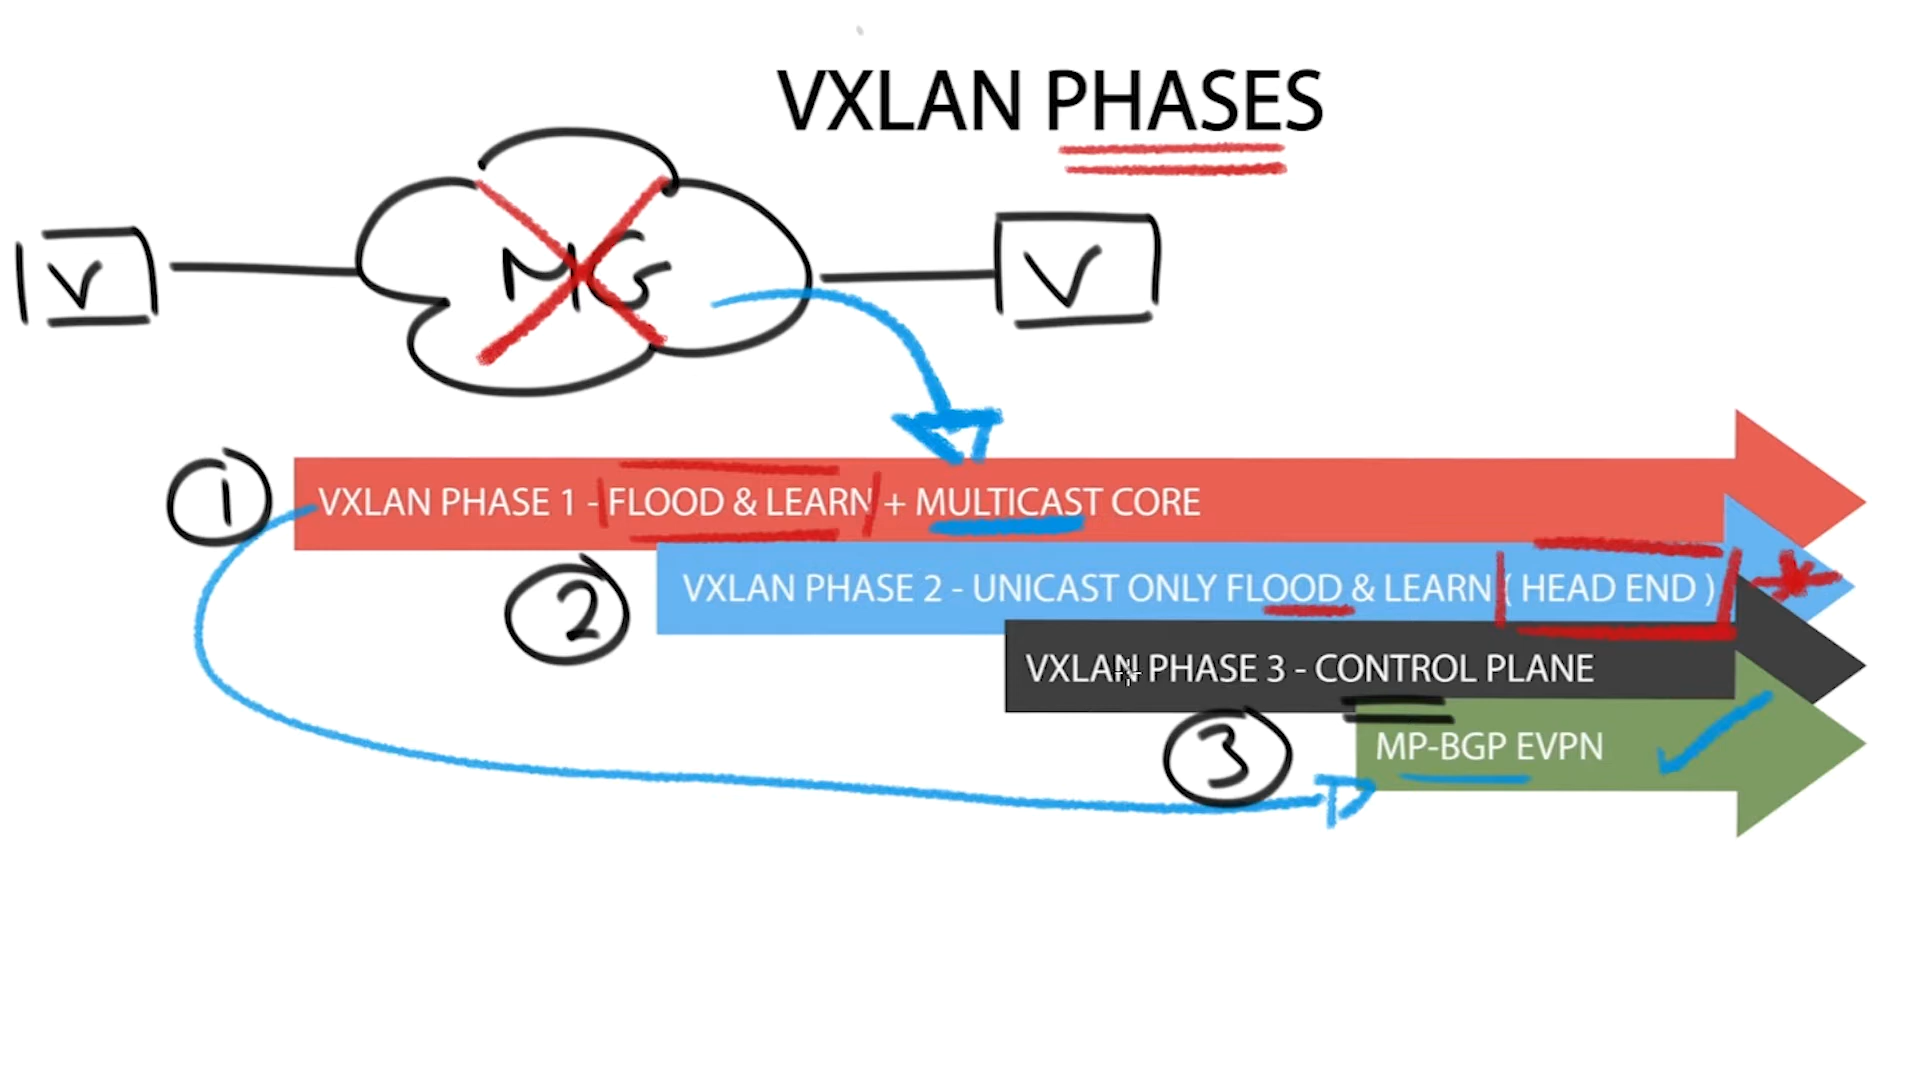 VXLAN PHASES
V
V
1
VXLAN PHASE 1 - FLOOD & LEARN + MULTICAST CORE
2
VXLAN PHASE 2 - UNICAST ONLY FLOOD & LEARN ( HEAD END )
VXLAN PHASE 3 - CONTROL PLANE
3
MP-BGP EVPN